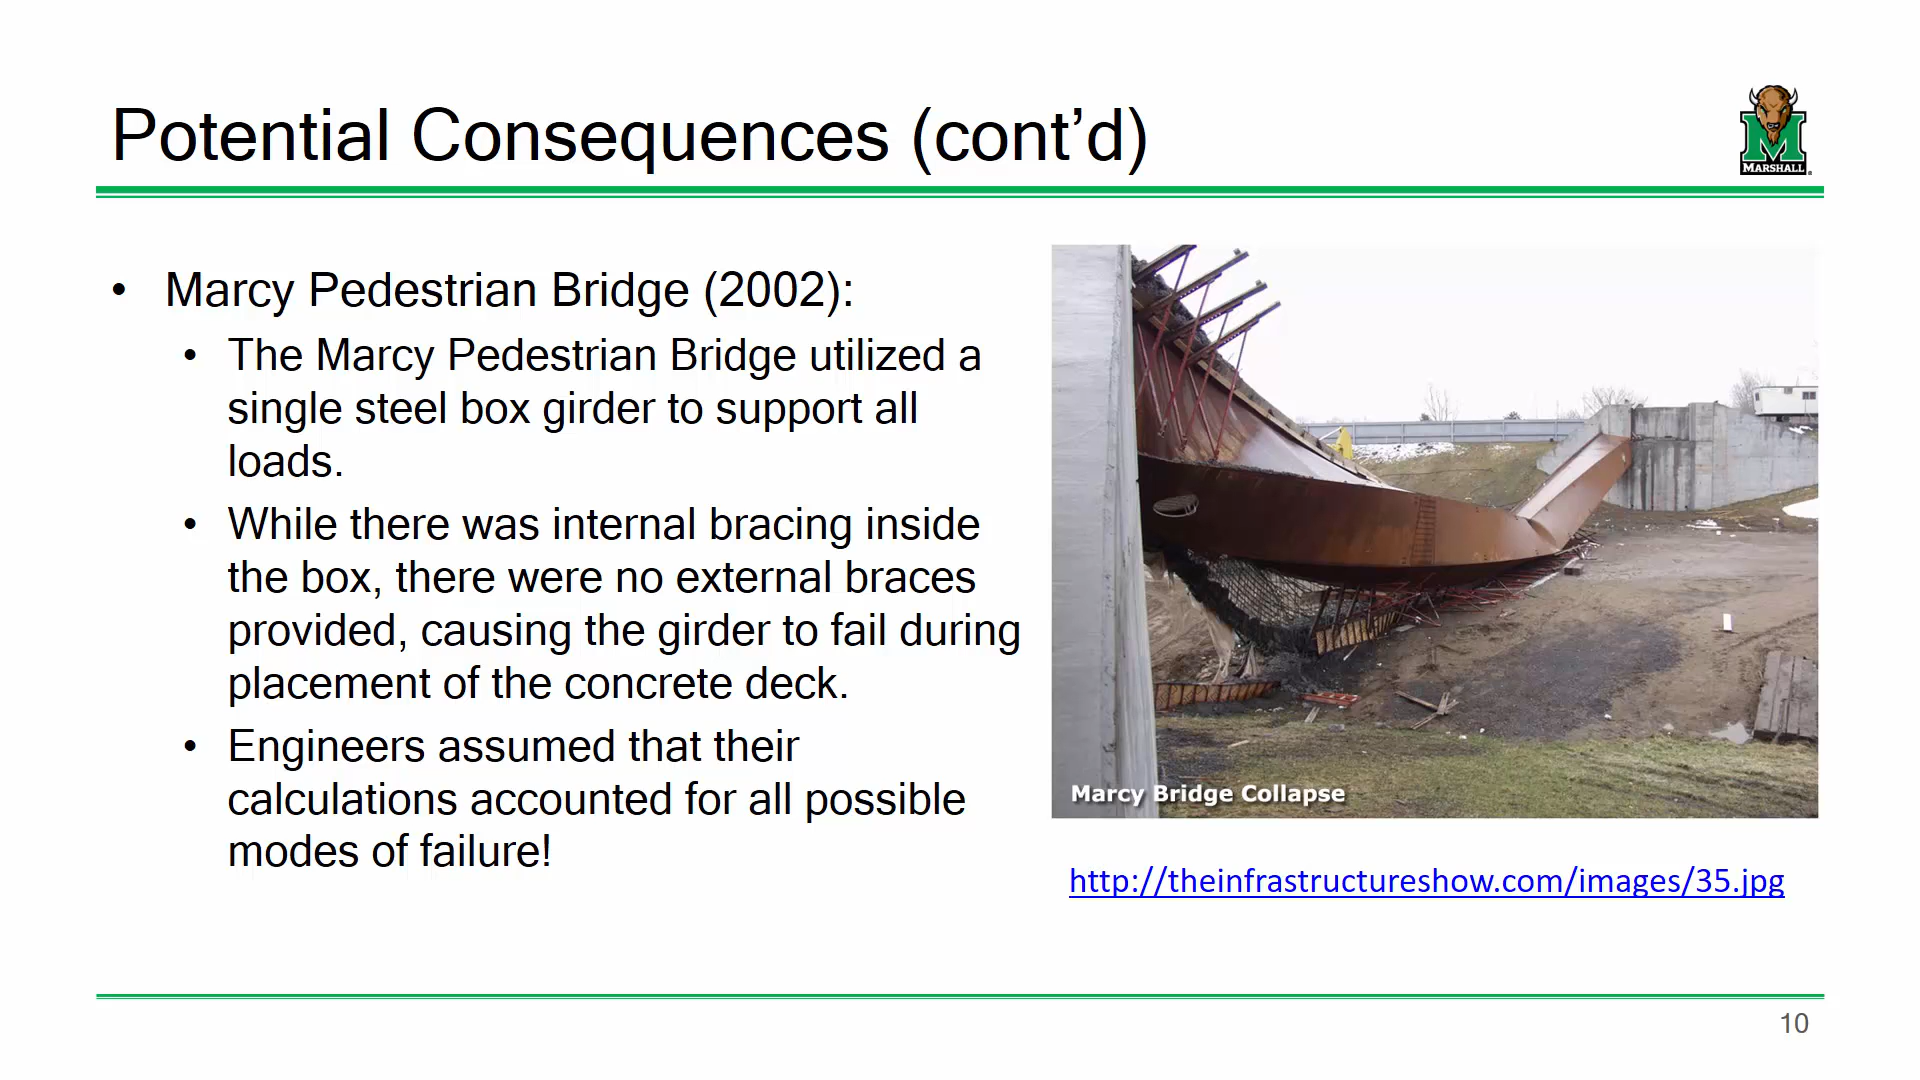 Potential Consequences (cont’d)
MARSHALL
• Marcy Pedestrian Bridge (2002):
• The Marcy Pedestrian Bridge utilized a
single steel box girder to support all
loads.
• While there was internal bracing inside
the box, there were no external braces
provided, causing the girder to fail during
placement of the concrete deck.
• Engineers assumed that their
calculations accounted for all possible
modes of failure!
Marcy Bridge Collapse
http://theinfrastructureshow.com/images/35.jpg
10